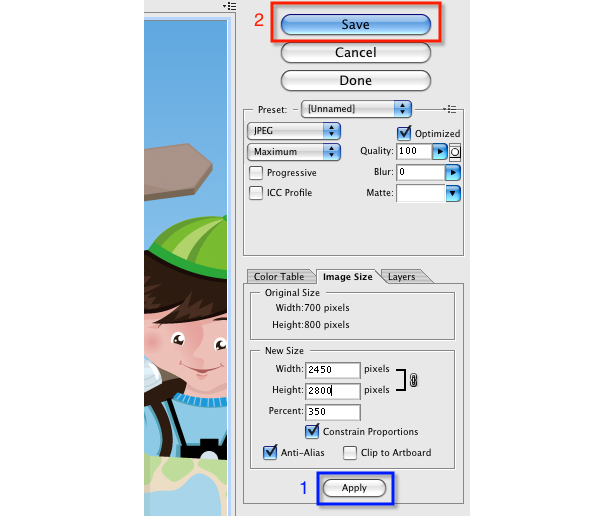 2 Save
Cancel
Done
Preset: [Unnamed]
JPEG Optimized
Maximum Quality: 100
Progressive Blur: 0
ICC Profile Matte:
Color Table Image Size Layers
Original Size
Width:700 pixels
Height:800 pixels
New Size
Width: 2450 pixels
Height: 2800 pixels
Percent: 350
Constrain Proportions
Anti-Alias Clip to Artboard
1 Apply